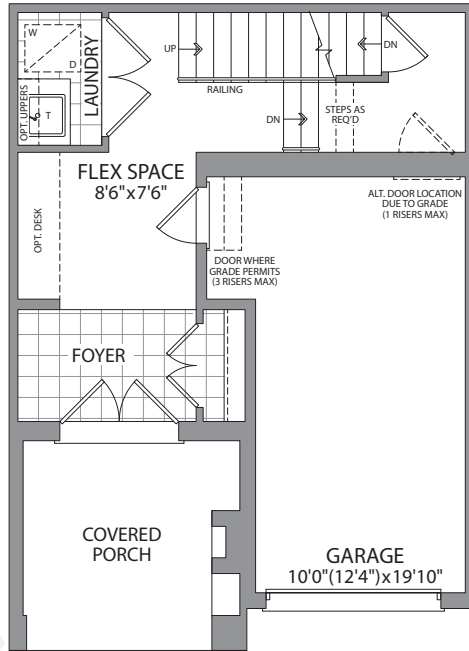 W
D
OPT. UPPERS
T
LAUNDRY
UP
DN
RAILING
DN
STEPS AS
REQ'D
FLEX SPACE
8'6"x7'6"
OPT. DESK
ALT. DOOR LOCATION
DUE TO GRADE
(1 RISERS MAX)
DOOR WHERE
GRADE PERMITS
(3 RISERS MAX)
FOYER
COVERED
PORCH
GARAGE
10'0"(12'4")x19'10"